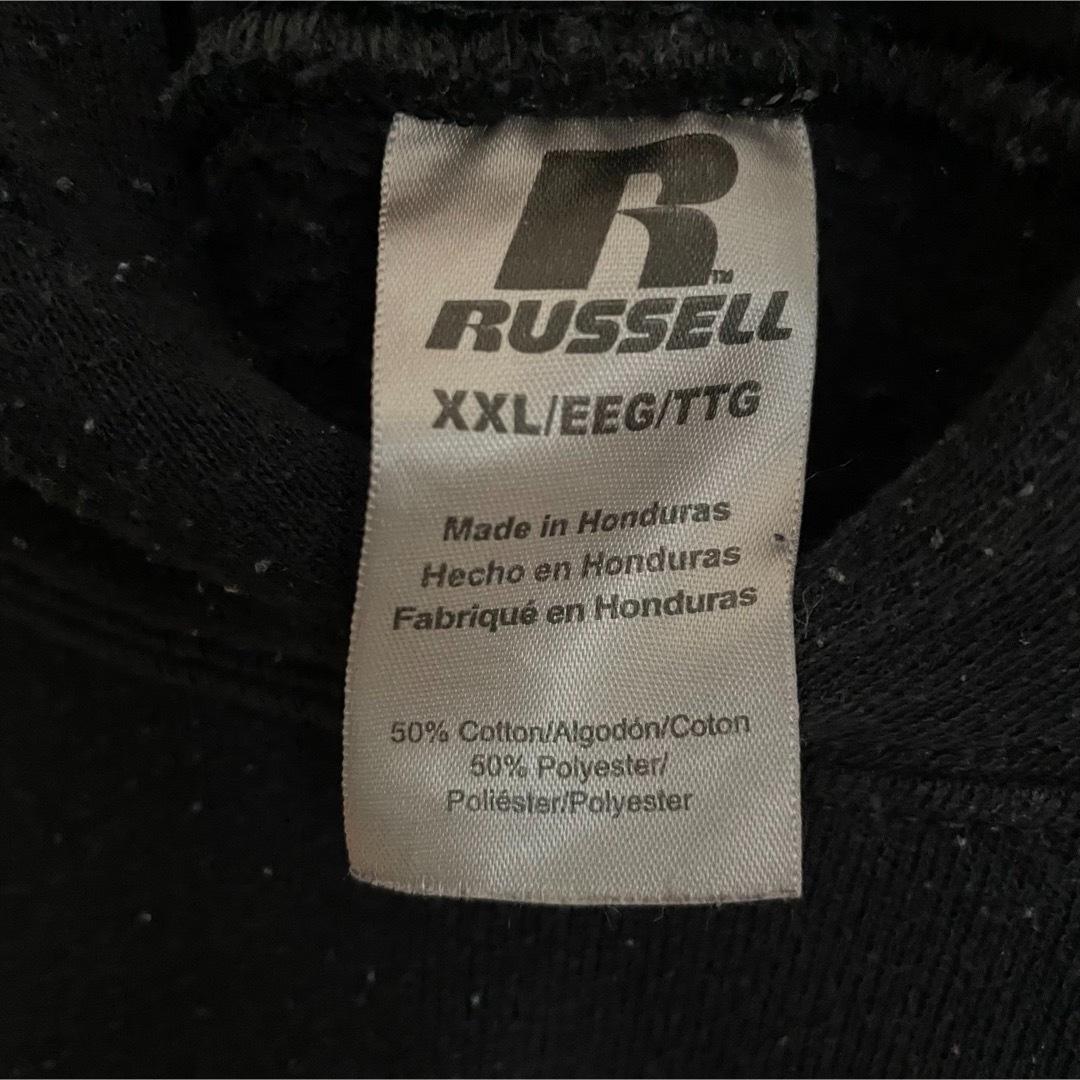 R
TM
RUSSELL
XXL/EEG/TTG
Made in Honduras
Hecho en Honduras
Fabriqué en Honduras
50% Cotton/Algodón/Coton
50% Polyester/
Poliéster/Polyester